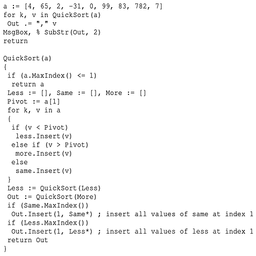 a := [4, 65, 2, -31, 0, 99, 83, 782, 7]
for k, v in QuickSort(a)
 Out .= "," v
MsgBox, % SubStr(Out, 2)
return

QuickSort(a)
{
 if (a.MaxIndex() <= 1)
  return a
 Less := [], Same := [], More := []
 Pivot := a[1]
 for k, v in a
 {
  if (v < Pivot)
   less.Insert(v)
  else if (v > Pivot)
   more.Insert(v)
  else
   same.Insert(v)
 }
 Less := QuickSort(Less)
 Out := QuickSort(More)
 if (Same.MaxIndex())
  Out.Insert(1, Same*) ; insert all values of same at index 1
 if (Less.MaxIndex())
  Out.Insert(1, Less*) ; insert all values of less at index 1
 return Out
}